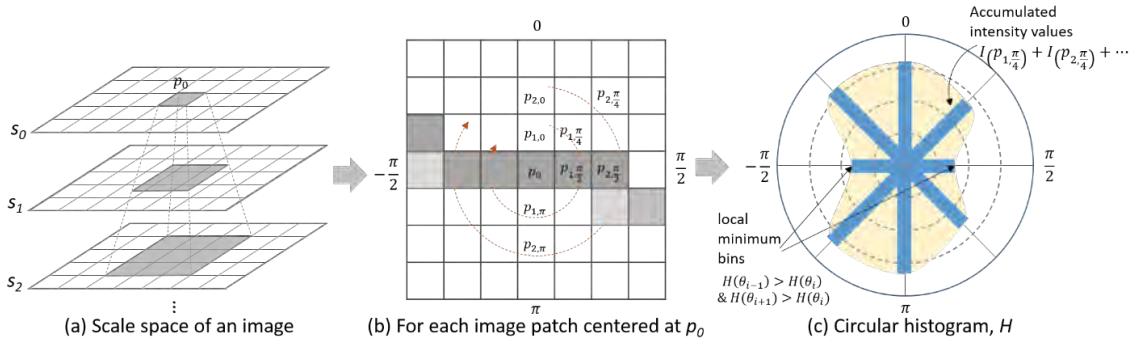 p₀
s₀
s₁
s₂
⋮
(a) Scale space of an image
0
p₂,₀
p₂,π/4
p₁,₀
p₁,π/4
−π/2
p₀
p₁,π/2
p₂,π/2
π/2
p₁,π
p₂,π
π
(b) For each image patch centered at p₀
0
Accumulated
intensity values
I(p₁,π/4) + I(p₂,π/4) + ⋯
−π/2
π/2
local
minimum
bins
H(θᵢ₋₁) > H(θᵢ)
& H(θᵢ₊₁) > H(θᵢ)
π
(c) Circular histogram, H